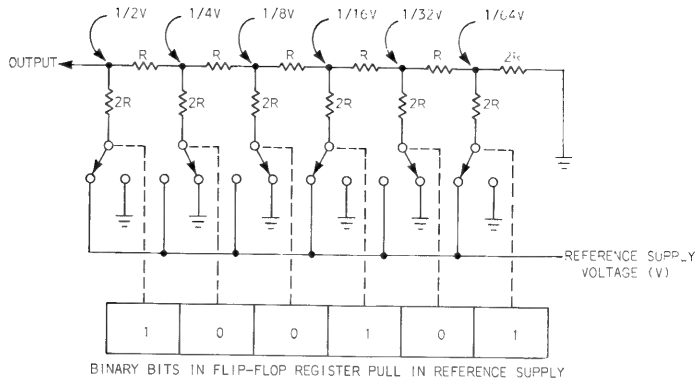 1/2V 1/4V 1/8V 1/16V 1/32V 1/64V
OUTPUT R R R R R 2R
2R 2R 2R 2R 2R 2R
REFERENCE SUPPLY
VOLTAGE (V)
1 0 0 1 0 1
BINARY BITS IN FLIP-FLOP REGISTER PULL IN REFERENCE SUPPLY